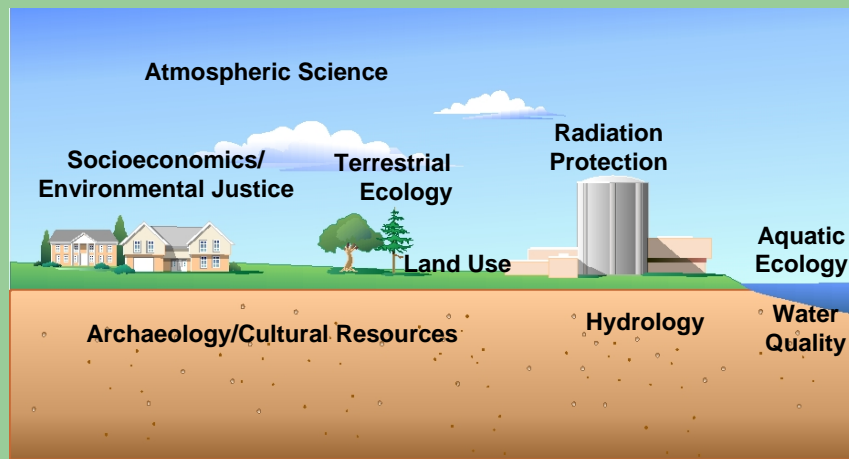 Atmospheric Science
Radiation
Protection
Socioeconomics/
Environmental Justice
Terrestrial
Ecology
Aquatic
Ecology
Land Use
Archaeology/Cultural Resources
Hydrology
Water
Quality